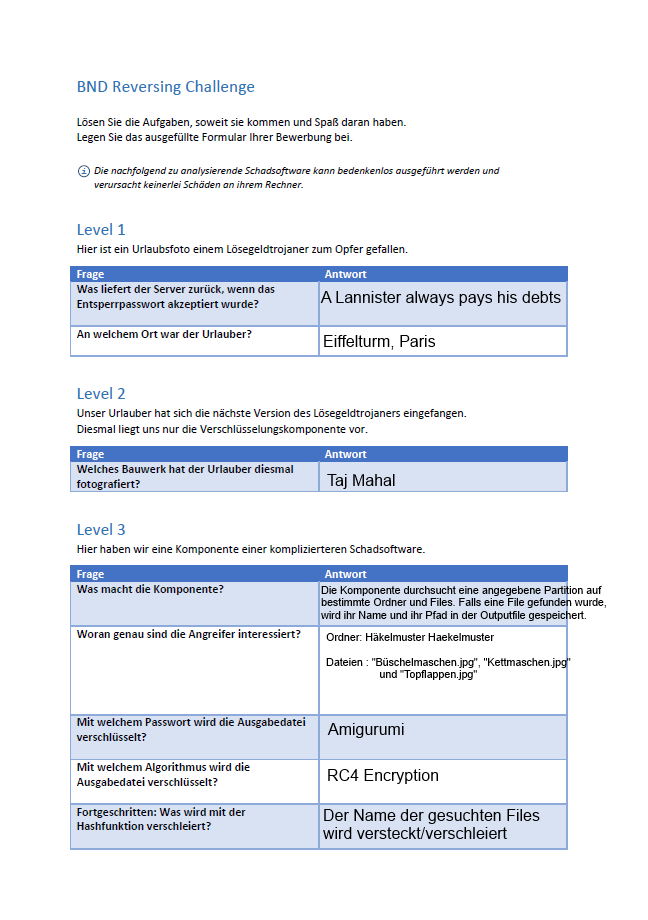 BND Reversing Challenge
Lösen Sie die Aufgaben, soweit sie kommen und Spaß daran haben.
Legen Sie das ausgefüllte Formular Ihrer Bewerbung bei.
Die nachfolgend zu analysierende Schadsoftware kann bedenkenlos ausgeführt werden und
verursacht keinerlei Schäden an ihrem Rechner.
Level 1
Hier ist ein Urlaubsfoto einem Lösegeldtrojaner zum Opfer gefallen.
Frage Antwort
Was liefert der Server zurück, wenn das
Entsperrpasswort akzeptiert wurde?
A Lannister always pays his debts
An welchem Ort war der Urlauber?
Eiffelturm, Paris
Level 2
Unser Urlauber hat sich die nächste Version des Lösegeldtrojaners eingefangen.
Diesmal liegt uns nur die Verschlüsselungskomponente vor.
Frage Antwort
Welches Bauwerk hat der Urlauber diesmal
fotografiert?
Taj Mahal
Level 3
Hier haben wir eine Komponente einer komplizierteren Schadsoftware.
Frage Antwort
Was macht die Komponente?
Die Komponente durchsucht eine angegebene Partition auf
bestimmte Ordner und Files. Falls eine File gefunden wurde,
wird ihr Name und ihr Pfad in der Outputfile gespeichert.
Woran genau sind die Angreifer interessiert?
Ordner: Häkelmuster Haekelmuster
Dateien : "Büschelmaschen.jpg", "Kettmaschen.jpg"
und "Topflappen.jpg"
Mit welchem Passwort wird die Ausgabedatei
verschlüsselt?
Amigurumi
Mit welchem Algorithmus wird die
Ausgabedatei verschlüsselt?
RC4 Encryption
Fortgeschritten: Was wird mit der
Hashfunktion verschleiert?
Der Name der gesuchten Files
wird versteckt/verschleiert